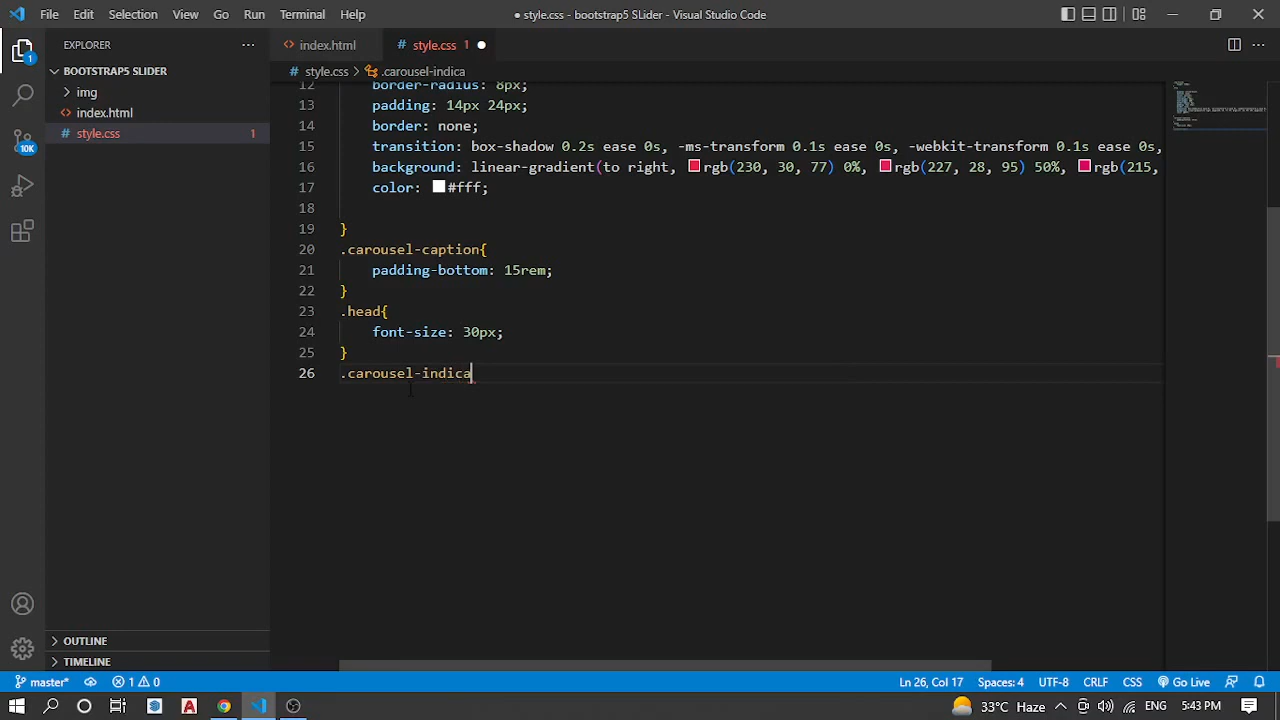 File Edit Selection View Go Run Terminal Help
● style.css - bootstrap5 SLider - Visual Studio Code
1
10K
EXPLORER
BOOTSTRAP5 SLIDER
img
index.html
style.css 1
OUTLINE
TIMELINE
index.html
# style.css 1
# style.css > .carousel-indica
12 border-radius: 8px;
13 padding: 14px 24px;
14 border: none;
15 transition: box-shadow 0.2s ease 0s, -ms-transform 0.1s ease 0s, -webkit-transform 0.1s ease 0s,
16 background: linear-gradient(to right, rgb(230, 30, 77) 0%, rgb(227, 28, 95) 50%, rgb(215,
17 color: #fff;
18
19 }
20 .carousel-caption{
21 padding-bottom: 15rem;
22 }
23 .head{
24 font-size: 30px;
25 }
26 .carousel-indica
master* 1 0 Ln 26, Col 17 Spaces: 4 UTF-8 CRLF CSS Go Live
33°C Haze 5:43 PM